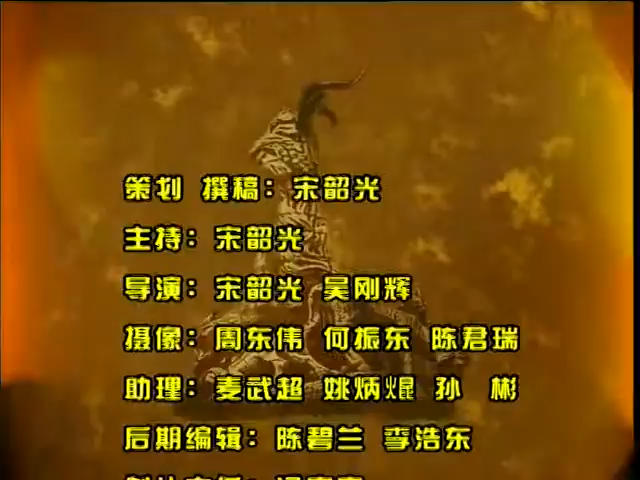 策划 撰稿：宋韶光
主持：宋韶光
导演：宋韶光 吴刚辉
摄像：周东伟 何振东 陈君瑞
助理：麦武超 姚炳焜 孙 彬
后期编辑：陈碧兰 李浩东